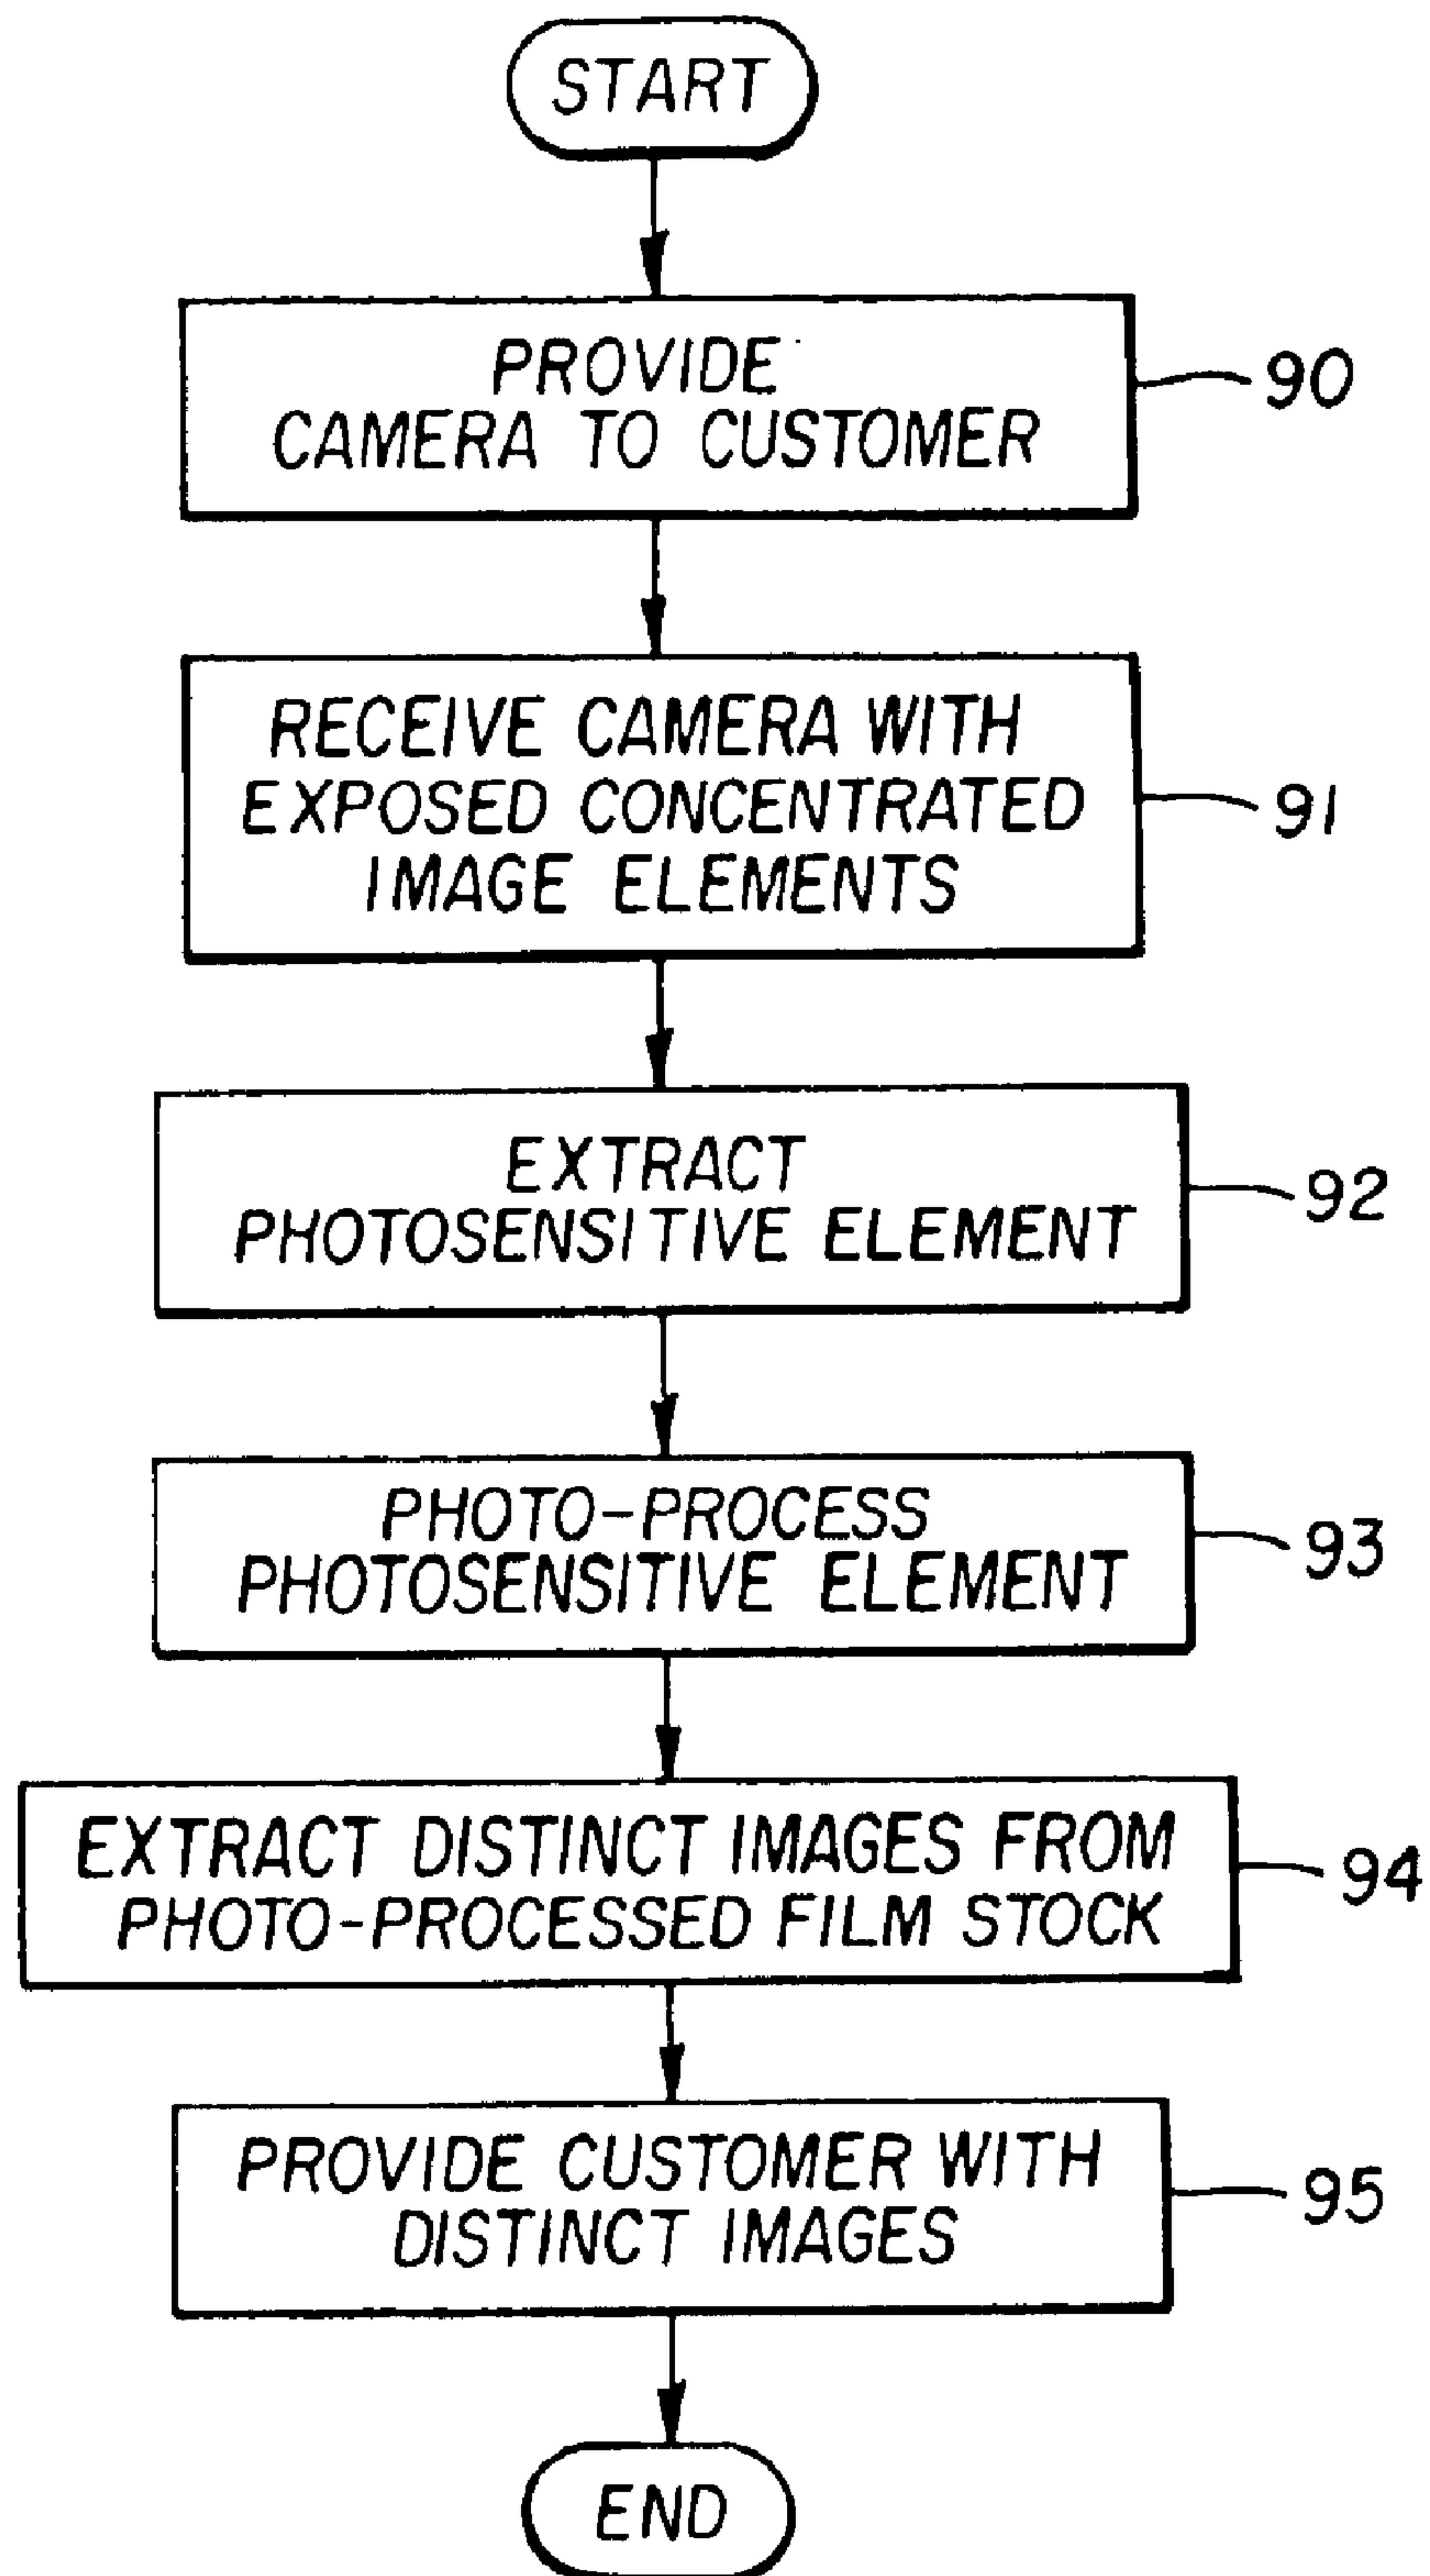 START
PROVIDE
CAMERA TO CUSTOMER
90
RECEIVE CAMERA WITH
EXPOSED CONCENTRATED
IMAGE ELEMENTS
91
EXTRACT
PHOTOSENSITIVE ELEMENT
92
PHOTO-PROCESS
PHOTOSENSITIVE ELEMENT
93
EXTRACT DISTINCT IMAGES FROM
PHOTO-PROCESSED FILM STOCK
94
PROVIDE CUSTOMER WITH
DISTINCT IMAGES
95
END